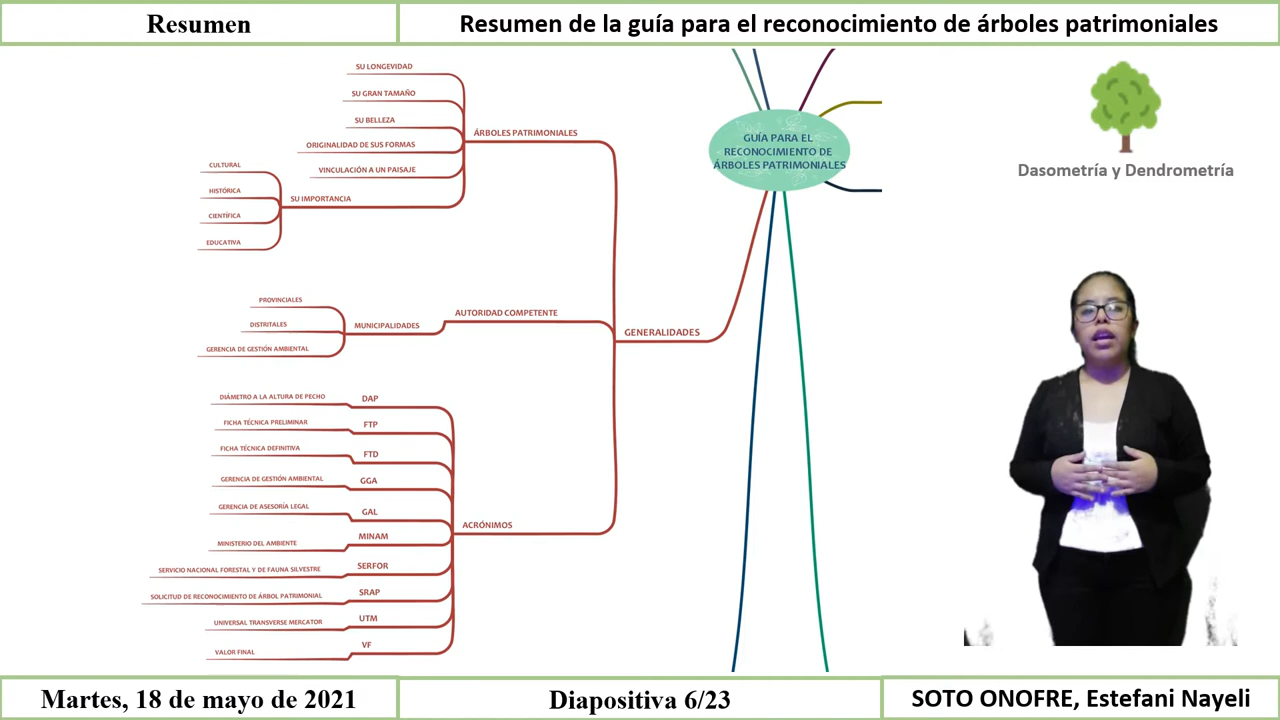 Resumen
Resumen de la guía para el reconocimiento de árboles patrimoniales
GUÍA PARA EL
RECONOCIMIENTO DE
ÁRBOLES PATRIMONIALES
Dasometría y Dendrometría
GENERALIDADES
ÁRBOLES PATRIMONIALES
SU LONGEVIDAD
SU GRAN TAMAÑO
SU BELLEZA
ORIGINALIDAD DE SUS FORMAS
VINCULACIÓN A UN PAISAJE
SU IMPORTANCIA
CULTURAL
HISTÓRICA
CIENTÍFICA
EDUCATIVA
AUTORIDAD COMPETENTE
MUNICIPALIDADES
PROVINCIALES
DISTRITALES
GERENCIA DE GESTIÓN AMBIENTAL
ACRÓNIMOS
DAP
DIÁMETRO A LA ALTURA DE PECHO
FTP
FICHA TÉCNICA PRELIMINAR
FTD
FICHA TÉCNICA DEFINITIVA
GGA
GERENCIA DE GESTIÓN AMBIENTAL
GAL
GERENCIA DE ASESORÍA LEGAL
MINAM
MINISTERIO DEL AMBIENTE
SERFOR
SERVICIO NACIONAL FORESTAL Y DE FAUNA SILVESTRE
SRAP
SOLICITUD DE RECONOCIMIENTO DE ÁRBOL PATRIMONIAL
UTM
UNIVERSAL TRANSVERSE MERCATOR
VF
VALOR FINAL
Martes, 18 de mayo de 2021
Diapositiva 6/23
SOTO ONOFRE, Estefani Nayeli